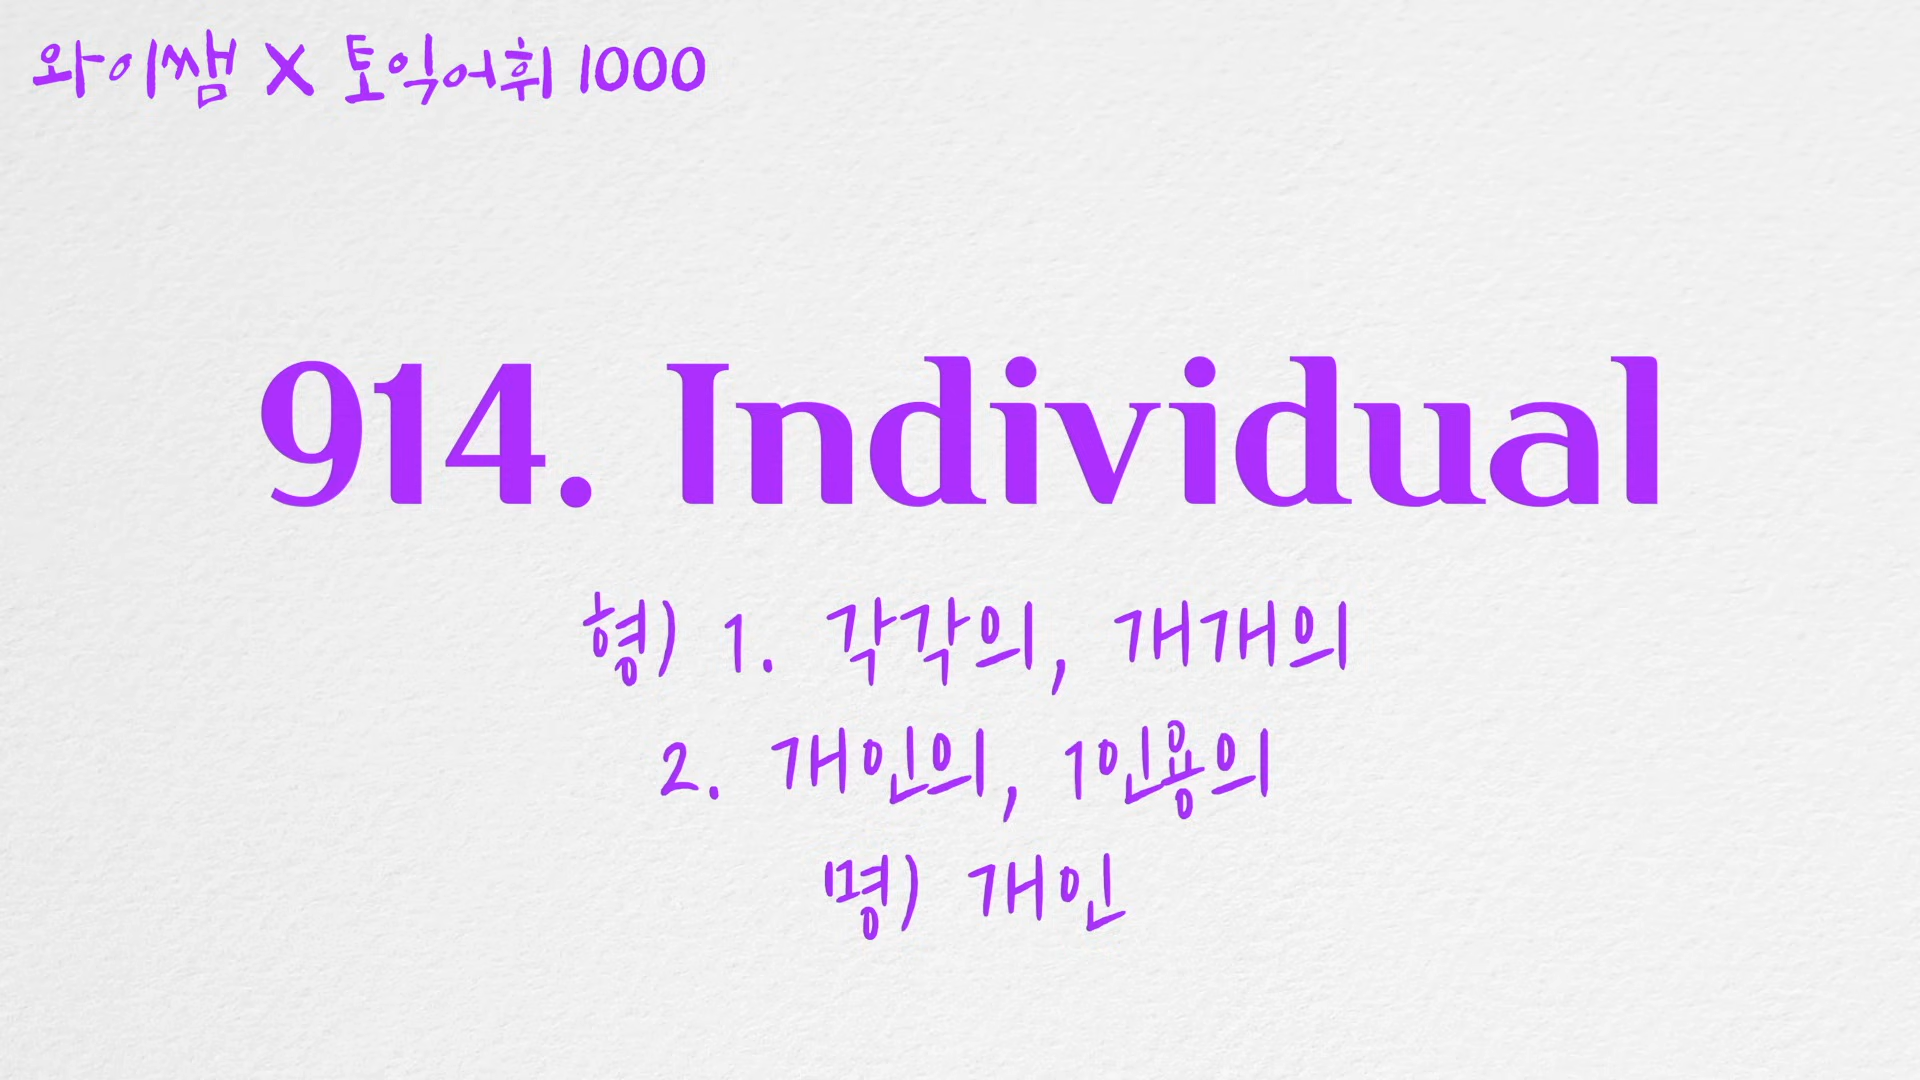 와이쌤 X 토익어휘 1000
914. Individual
형) 1. 각각의, 개개의
2. 개인의, 1인용의
명) 개인